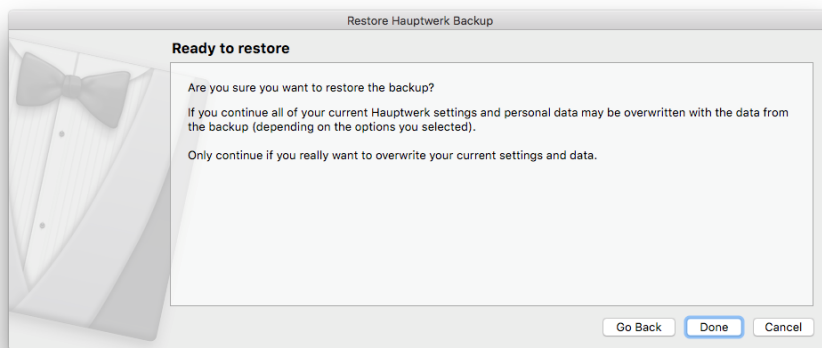 Restore Hauptwerk Backup
Ready to restore
Are you sure you want to restore the backup?
If you continue all of your current Hauptwerk settings and personal data may be overwritten with the data from
the backup (depending on the options you selected).
Only continue if you really want to overwrite your current settings and data.
Go Back Done Cancel